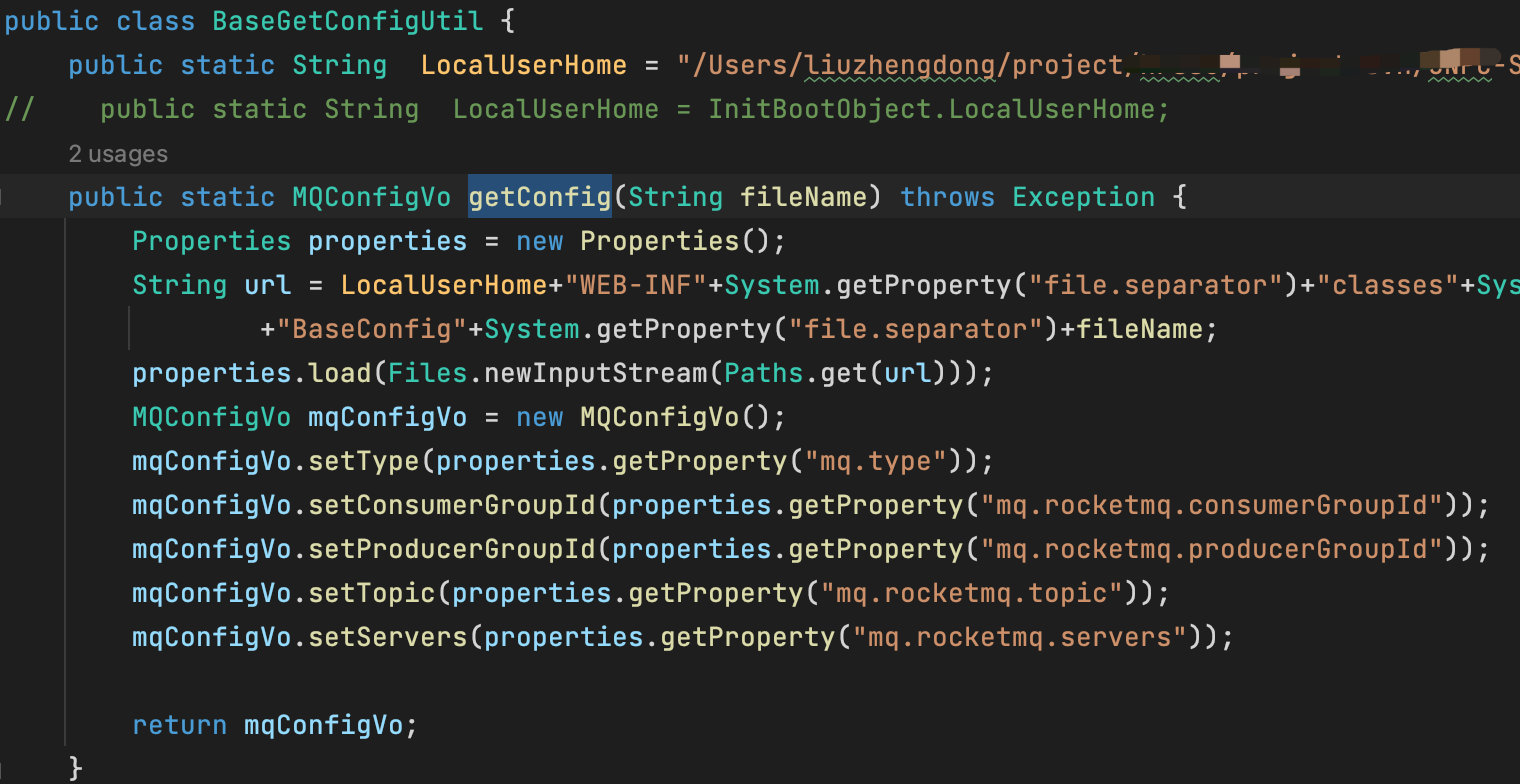 public class BaseGetConfigUtil {
public static String LocalUserHome = "/Users/liuzhengdong/project/
// public static String LocalUserHome = InitBootObject.LocalUserHome;
2 usages
public static MQConfigVo getConfig(String fileName) throws Exception {
Properties properties = new Properties();
String url = LocalUserHome+"WEB-INF"+System.getProperty("file.separator")+"classes"+Sys
+"BaseConfig"+System.getProperty("file.separator")+fileName;
properties.load(Files.newInputStream(Paths.get(url)));
MQConfigVo mqConfigVo = new MQConfigVo();
mqConfigVo.setType(properties.getProperty("mq.type"));
mqConfigVo.setConsumerGroupId(properties.getProperty("mq.rocketmq.consumerGroupId"));
mqConfigVo.setProducerGroupId(properties.getProperty("mq.rocketmq.producerGroupId"));
mqConfigVo.setTopic(properties.getProperty("mq.rocketmq.topic"));
mqConfigVo.setServers(properties.getProperty("mq.rocketmq.servers"));
return mqConfigVo;
}